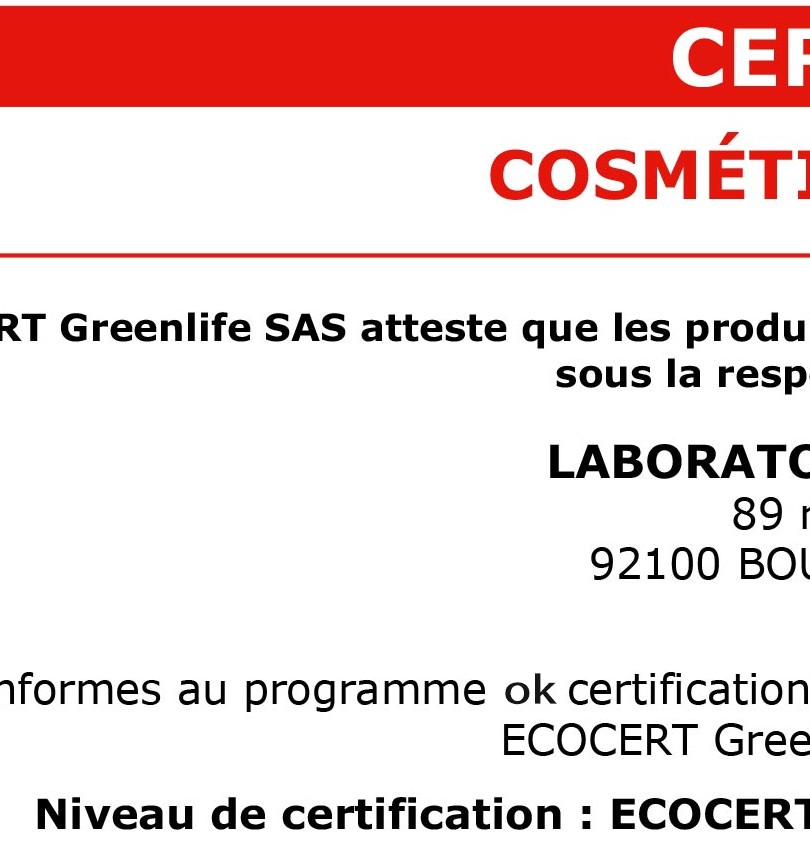 CER
COSMÉTI
RT Greenlife SAS atteste que les produ
sous la resp
LABORATO
89 r
92100 BOU
nformes au programme ok certification
ECOCERT Gree
Niveau de certification : ECOCERT